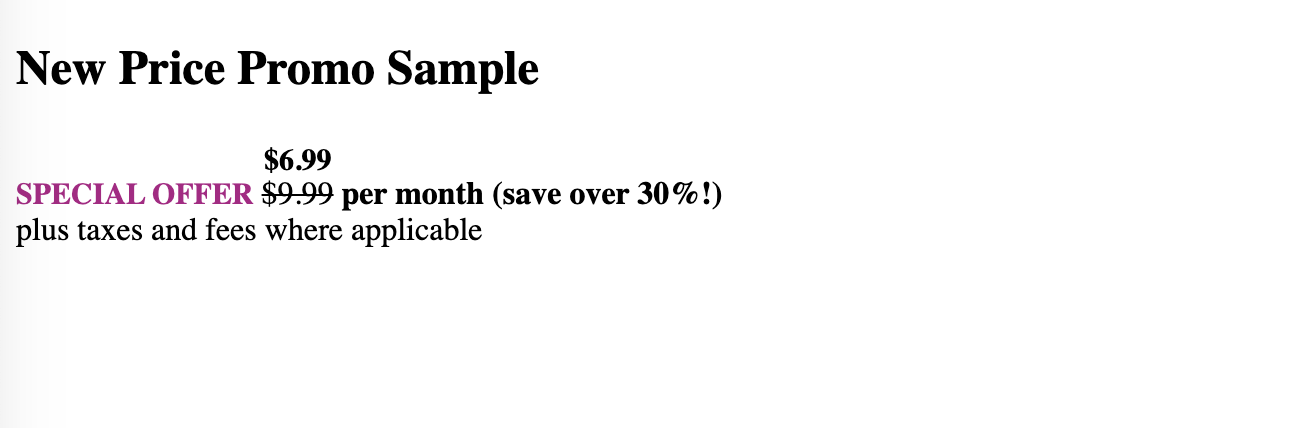 New Price Promo Sample
$6.99
SPECIAL OFFER $9.99 per month (save over 30%!)
plus taxes and fees where applicable